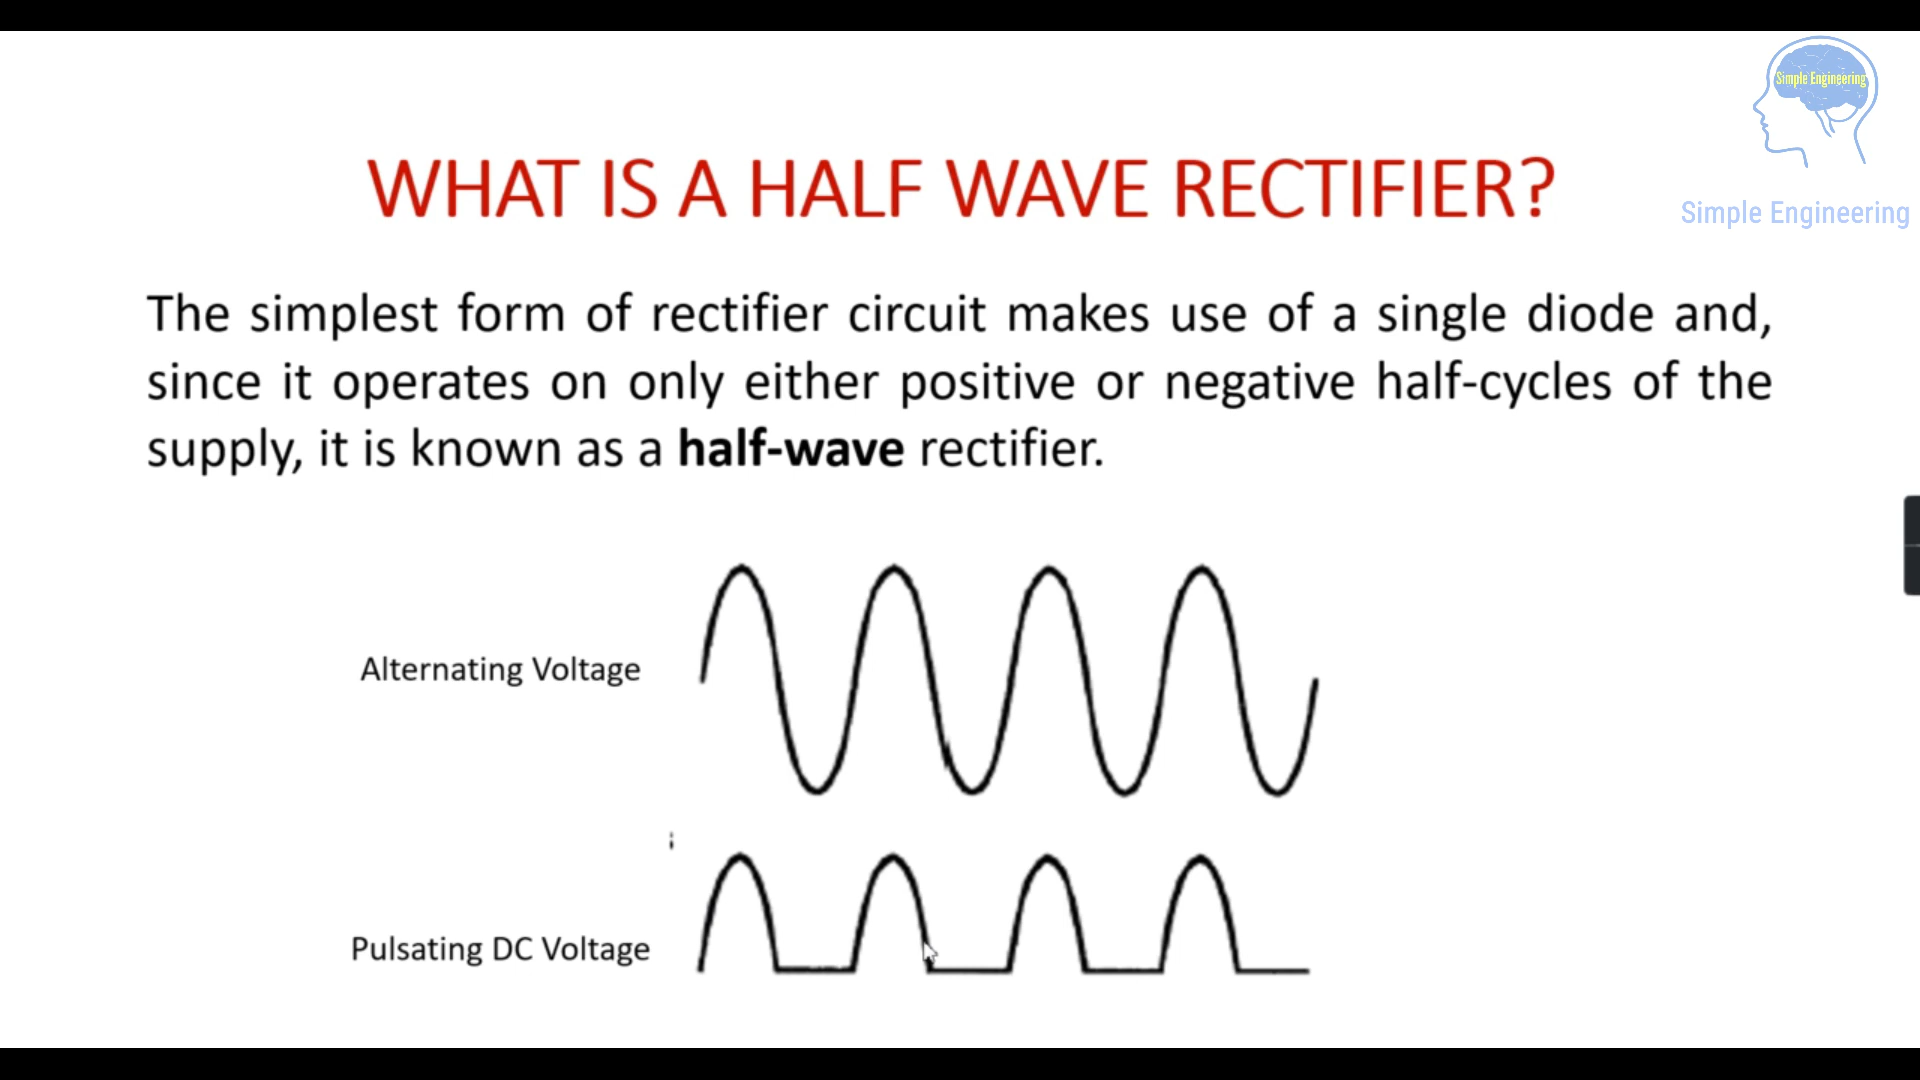 Simple Engineering
Simple Engineering
WHAT IS A HALF WAVE RECTIFIER?
The simplest form of rectifier circuit makes use of a single diode and,
since it operates on only either positive or negative half-cycles of the
supply, it is known as a half-wave rectifier.
Alternating Voltage
Pulsating DC Voltage